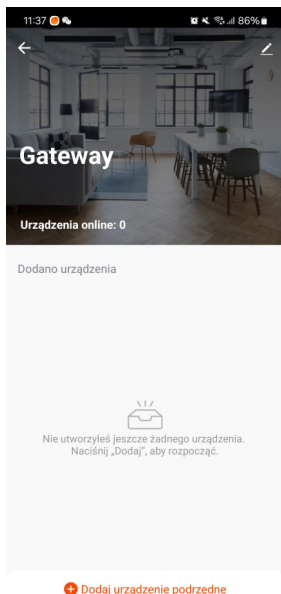 11:37
86%
Gateway
Urządzenia online: 0
Dodano urządzenia
Nie utworzyłeś jeszcze żadnego urządzenia.
Naciśnij „Dodaj”, aby rozpocząć.
Dodaj urządzenie podrzędne